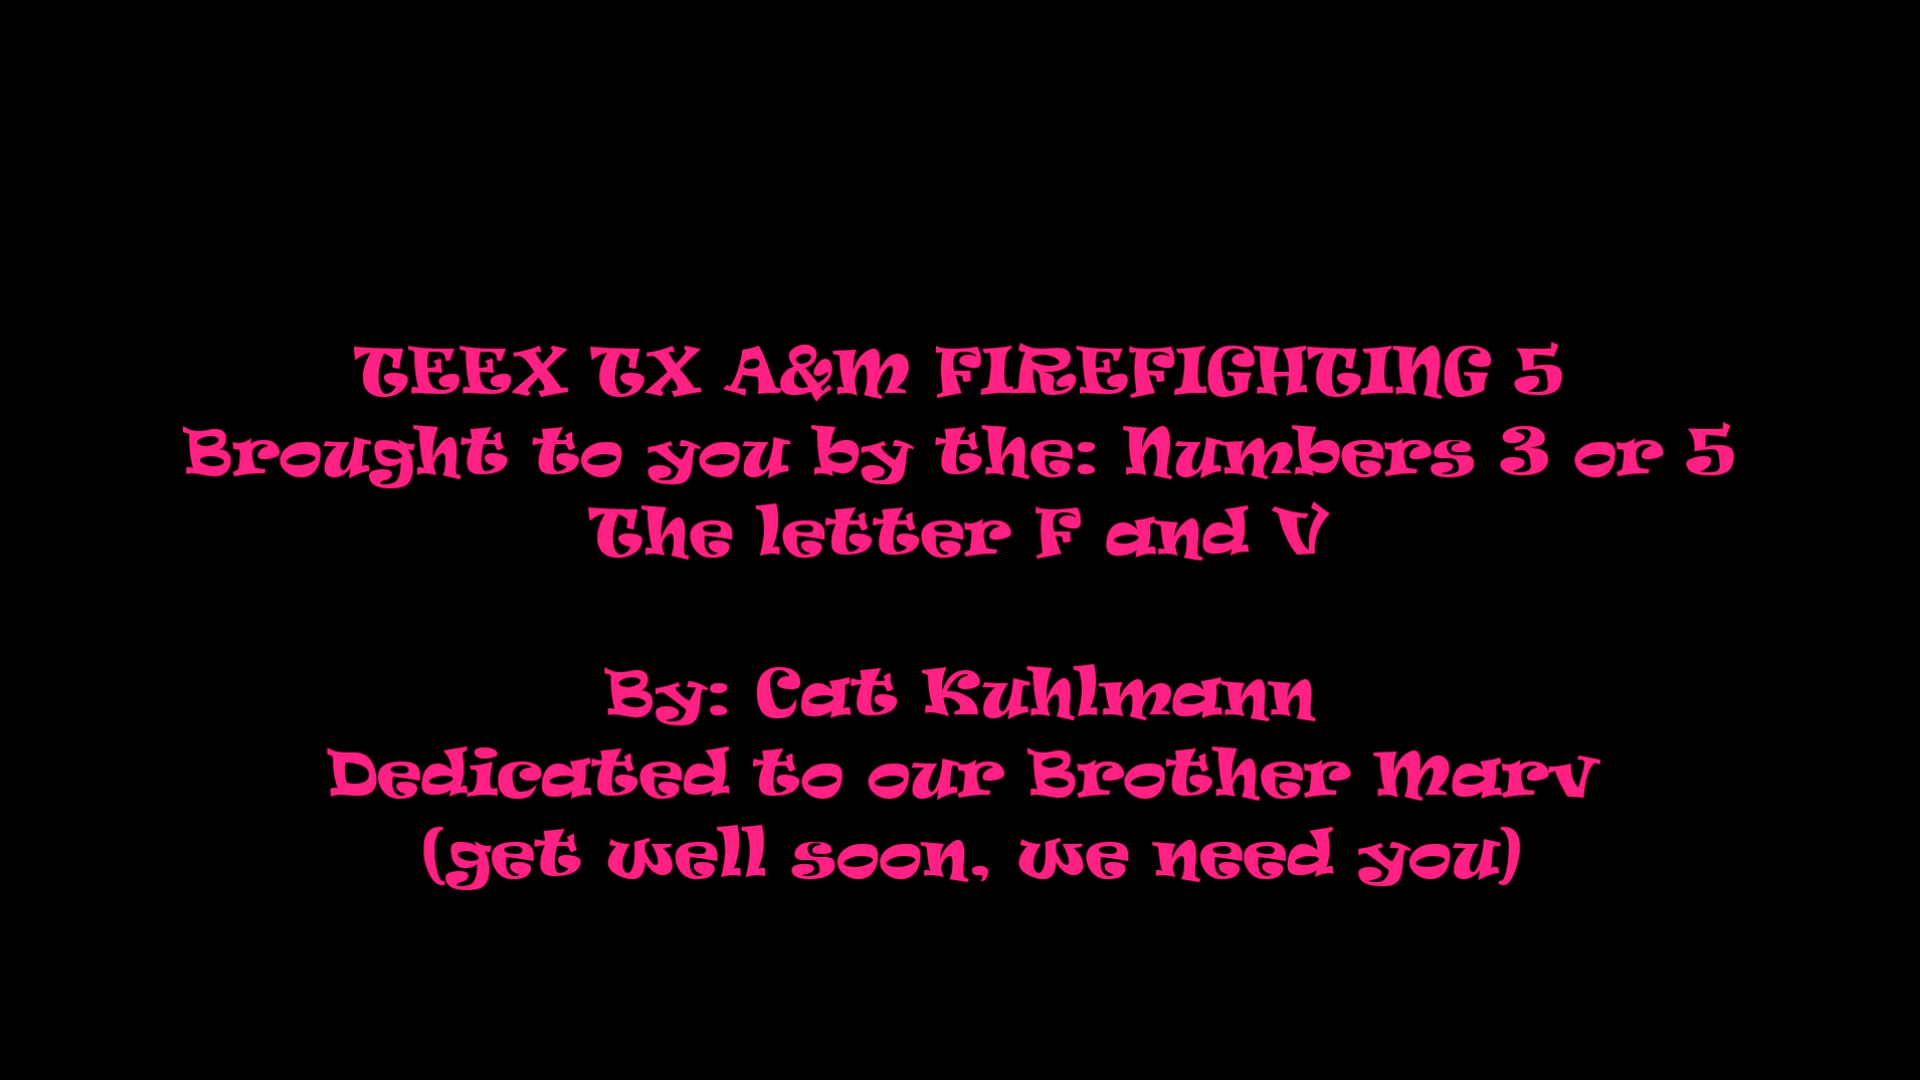 TEEX TX A&M FIREFIGHTING 5
Brought to you by the: Numbers 3 or 5
The letter F and V
By: Cat Kuhlmann
Dedicated to our Brother Marv
(get well soon, we need you)